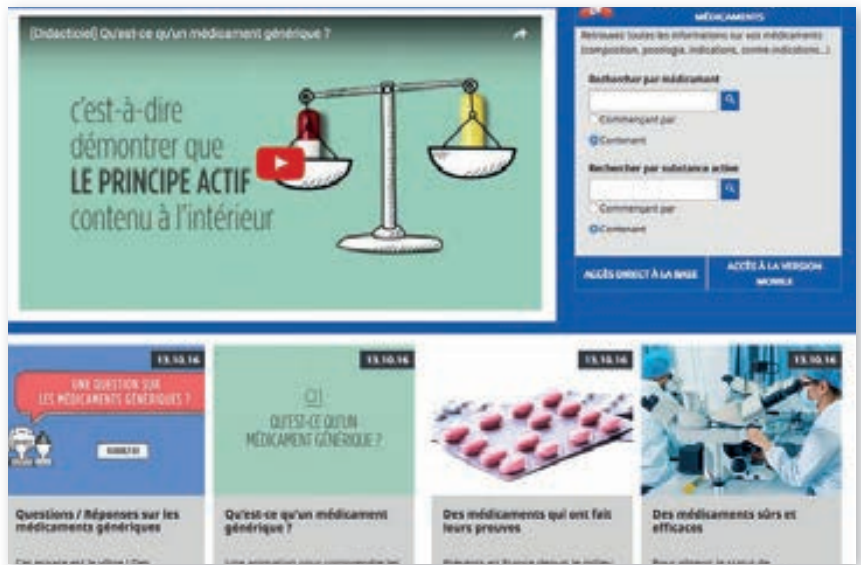 [Didacticiel] Qu'est-ce qu'un médicament générique ?
c'est-à-dire
démontrer que
LE PRINCIPE ACTIF
contenu à l'intérieur
MÉDICAMENTS
Retrouvez toutes les informations sur vos médicaments
(composition, posologie, indications, contre-indications...)
Rechercher par médicament
Commençant par
Contenant
Rechercher par substance active
Commençant par
Contenant
ACCÈS DIRECT À LA BASE
ACCÈS À LA VERSION
MOBILE
13.10.16
UNE QUESTION SUR
LES MÉDICAMENTS GÉNÉRIQUES ?
Questions / Réponses sur les
médicaments génériques
13.10.16
01
QU'EST-CE QU'UN
MÉDICAMENT GÉNÉRIQUE ?
Qu'est-ce qu'un médicament
générique ?
13.10.16
Des médicaments qui ont fait
leurs preuves
13.10.16
Des médicaments sûrs et
efficaces